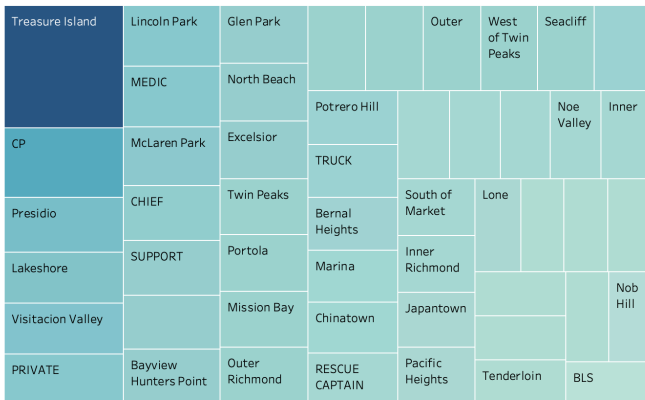 Treasure Island
CP
Presidio
Lakeshore
Visitacion Valley
PRIVATE
Lincoln Park
MEDIC
McLaren Park
CHIEF
SUPPORT
Bayview
Hunters Point
Glen Park
North Beach
Excelsior
Twin Peaks
Portola
Mission Bay
Outer
Richmond
Outer
West
of Twin
Peaks
Seacliff
Potrero Hill
TRUCK
Bernal
Heights
Marina
Chinatown
RESCUE
CAPTAIN
Noe
Valley
Inner
South of
Market
Inner
Richmond
Japantown
Pacific
Heights
Lone
Tenderloin
Nob
Hill
BLS